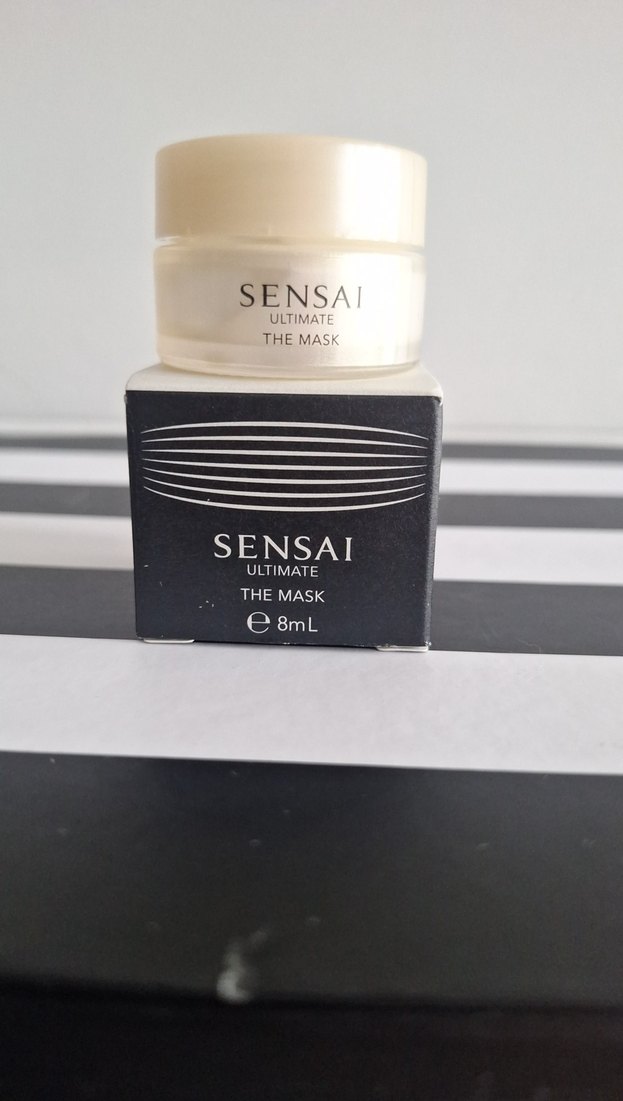 SENSAI
ULTIMATE
THE MASK
SENSAI
ULTIMATE
THE MASK
℮ 8mL